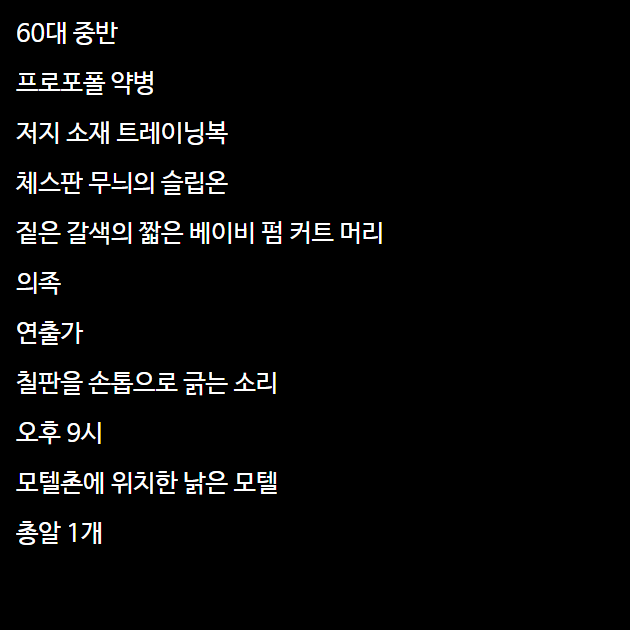 60대 중반
프로포폴 약병
저지 소재 트레이닝복
체스판 무늬의 슬립온
짙은 갈색의 짧은 베이비 펌 커트 머리
의족
연출가
칠판을 손톱으로 긁는 소리
오후 9시
모텔촌에 위치한 낡은 모텔
총알 1개